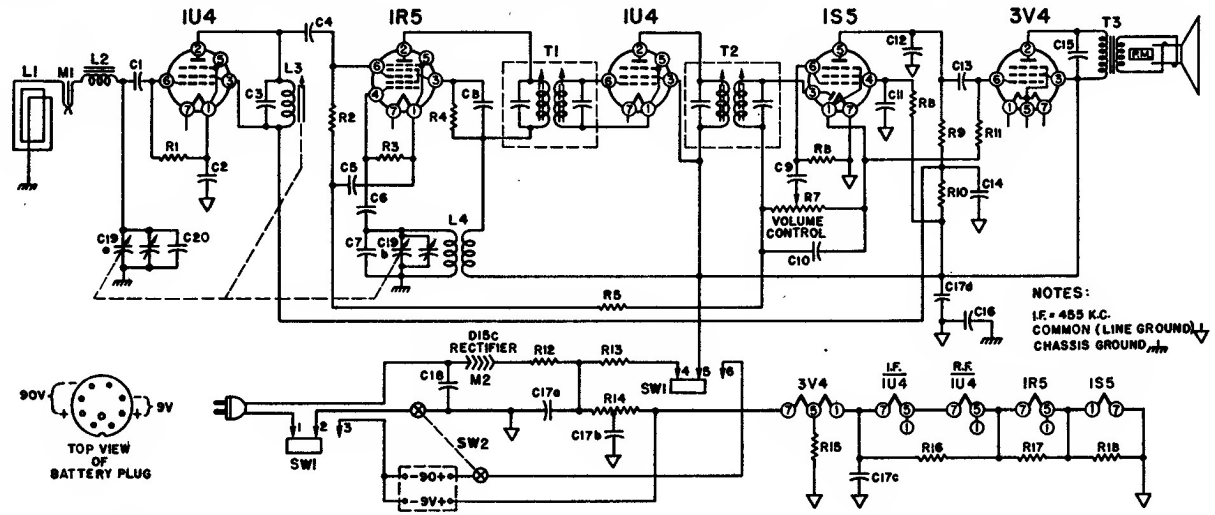 1U4
1R5
1U4
1S5
3V4
L1
M1
L2
C1
R1
C2
C3
L3
C4
R2
R3
C5
C6
C7
R4
C8
T1
T2
C12
C11
R8
C9
R8
R7
VOLUME
CONTROL
C10
R9
C13
R11
R10
C14
C15
T3
P.M.
C19
a
C20
C19
b
L4
R5
C17d
C16
NOTES:
I.F. = 455 K.C.
COMMON (LINE GROUND)
CHASSIS GROUND
90V
9V
+
+
TOP VIEW
OF
BATTERY PLUG
DISC
RECTIFIER
M2
C18
R12
R13
C17a
R14
C17b
4
5
6
SW1
1
2
3
SW1
SW2
-90+
-9V+
3V4
I.F.
1U4
R.F.
1U4
1R5
1S5
R15
C17c
R16
R17
R18